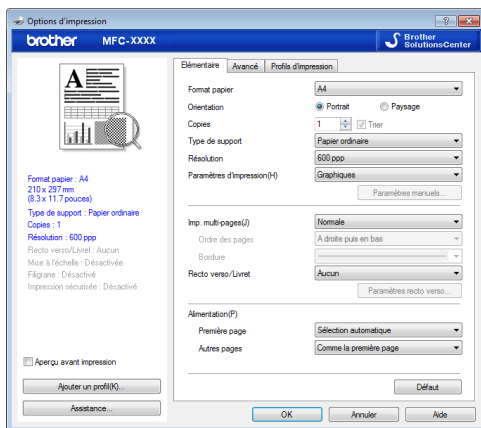 Options d'impression
brother MFC-XXXX
Brother
SolutionsCenter
A
Format papier : A4
210 x 297 mm
(8.3 x 11.7 pouces)
Type de support : Papier ordinaire
Copies : 1
Résolution : 600 ppp
Recto verso/Livret : Aucun
Mise à l'échelle : Désactivée
Filigrane : Désactivé
Impression sécurisée : Désactivé
Aperçu avant impression
Ajouter un profil(K)...
Assistance...
Elémentaire Avancé Profils d'impression
Format papier A4
Orientation Portrait Paysage
Copies 1 Trier
Type de support Papier ordinaire
Résolution 600 ppp
Paramètres d'impression(H) Graphiques
Paramètres manuels...
Imp. multi-pages(J) Normale
Ordre des pages A droite puis en bas
Bordure
Recto verso/Livret Aucun
Paramètres recto verso...
Alimentation(P)
Première page Sélection automatique
Autres pages Comme la première page
Défaut
OK Annuler Aide